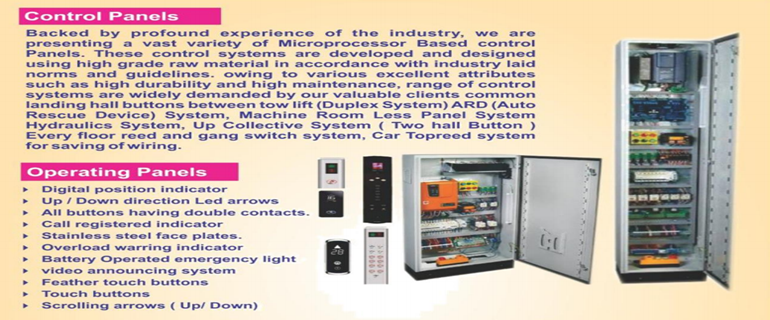 Control Panels
Backed by profound experience of the industry, we are
presenting a vast variety of Microprocessor Based control
Panels. These control systems are developed and designed
using high grade raw material in accordance with industry laid
norms and guidelines. owing to various excellent attributes
such as high durability and high maintenance, range of control
systems are widely demanded by our valuable clients common
landing hall buttons between tow lift (Duplex System) ARD (Auto
Rescue Device) System, Machine Room Less Panel System
Hydraulics System, Up Collective System ( Two hall Button )
Every floor reed and gang switch system, Car Topreed system
for saving of wiring.
Operating Panels
Digital position indicator
Up / Down direction Led arrows
All buttons having double contacts.
Call registered indicator
Stainless steel face plates.
Overload warring indicator
Battery Operated emergency light
video announcing system
Feather touch buttons
Touch buttons
Scrolling arrows ( Up/ Down)